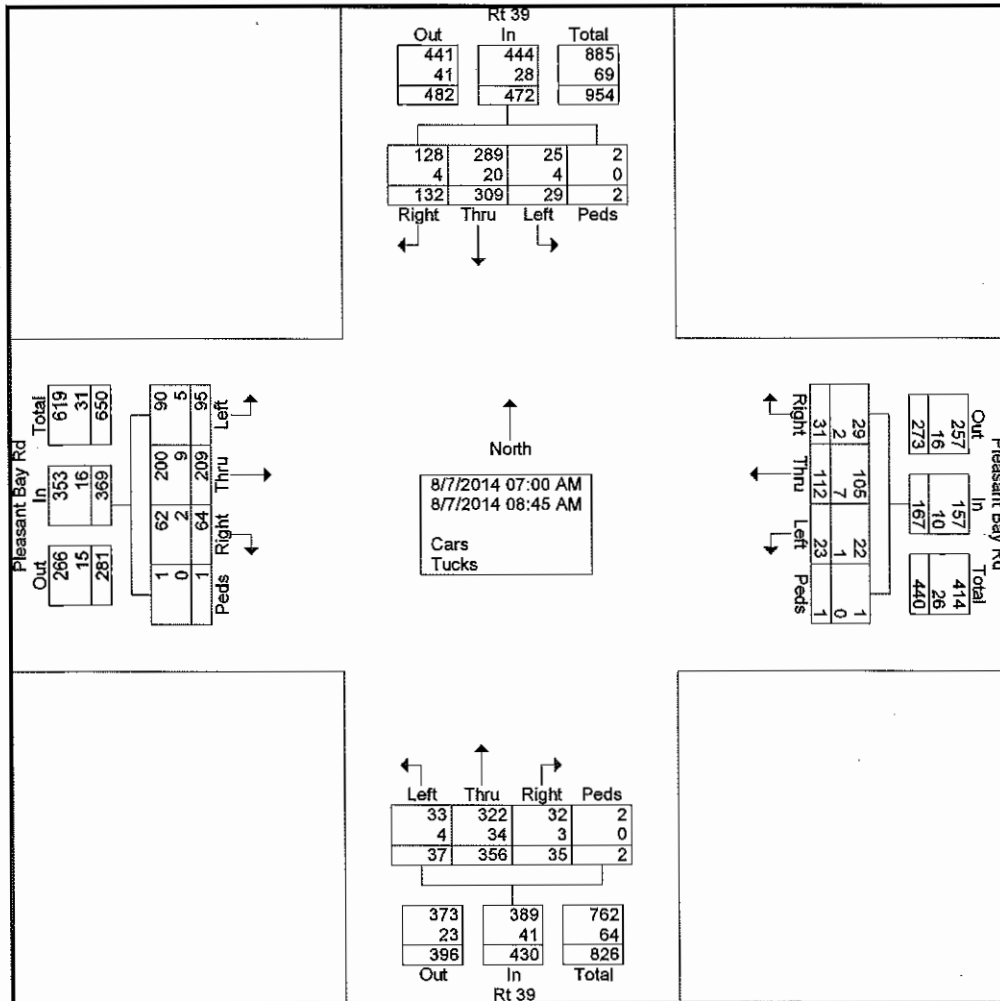 Rt 39
Out In Total
441 444 885
41 28 69
482 472 954
128 289 25 2
4 20 4 0
132 309 29 2
Right Thru Left Peds
Pleasant Bay Rd
Total In Out
619 353 266
31 16 15
650 369 281
90 200 62 1
5 9 2 0
95 209 64 1
Left Thru Right Peds
North
8/7/2014 07:00 AM
8/7/2014 08:45 AM
Cars
Tucks
Right Thru Left Peds
31 112 23 1
2 7 1 0
29 105 22 1
Out In Total
257 157 414
16 10 26
273 167 440
Pleasant Bay Rd
Left Thru Right Peds
33 322 32 2
4 34 3 0
37 356 35 2
373 389 762
23 41 64
396 430 826
Out In Total
Rt 39